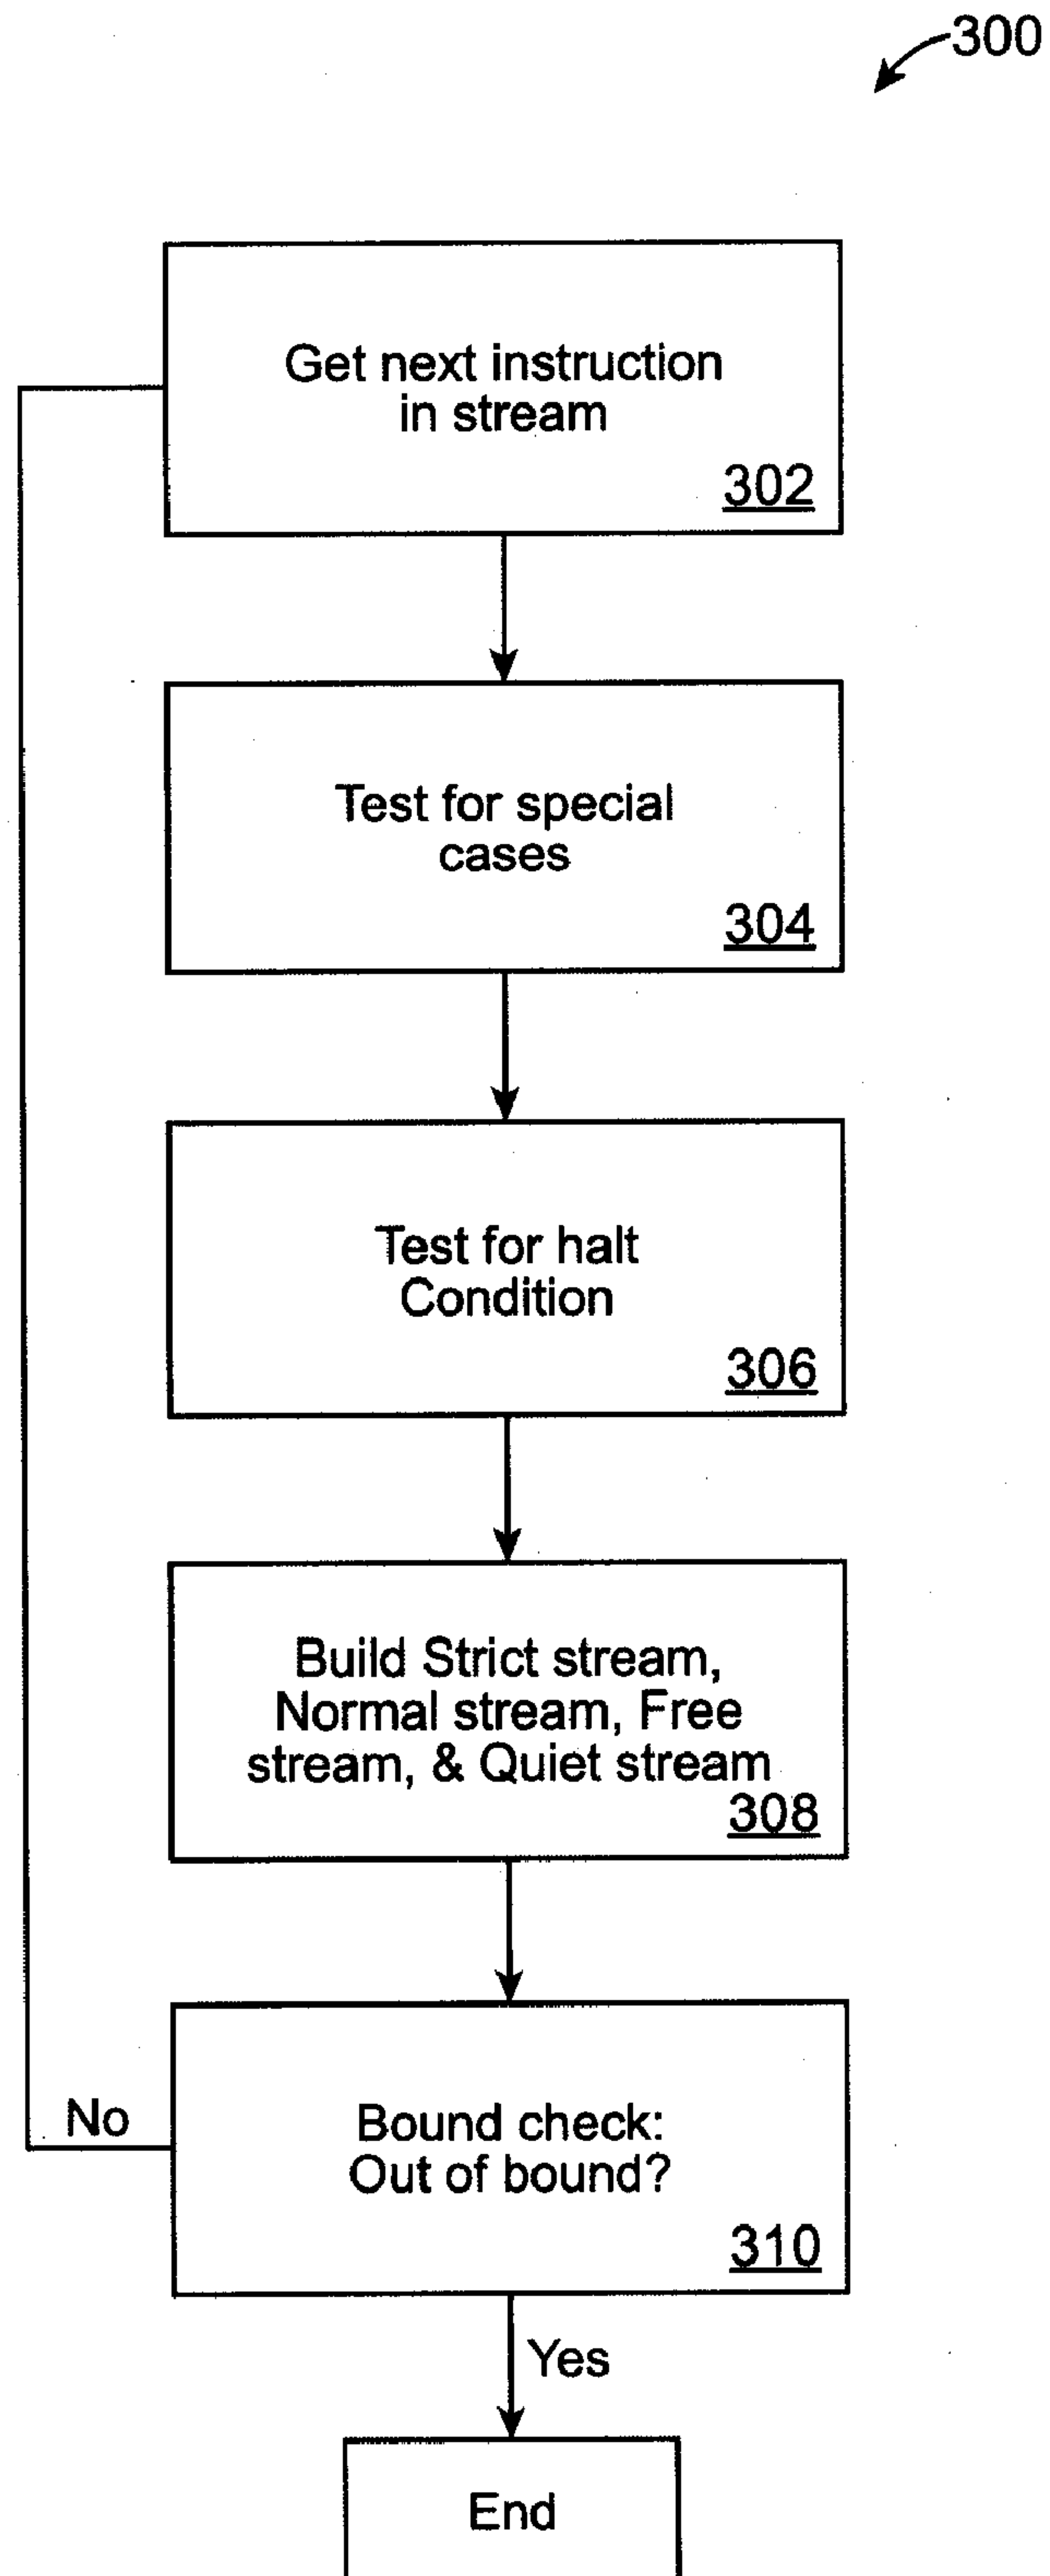 300
Get next instruction
in stream
302
Test for special
cases
304
Test for halt
Condition
306
Build Strict stream,
Normal stream, Free
stream, & Quiet stream
308
No
Bound check:
Out of bound?
310
Yes
End